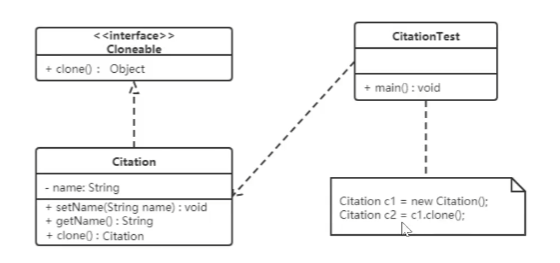 <<interface>>
Cloneable
+ clone() : Object
Citation
- name: String
+ setName(String name) : void
+ getName() : String
+ clone() : Citation
CitationTest
+ main() : void
Citation c1 = new Citation();
Citation c2 = c1.clone();